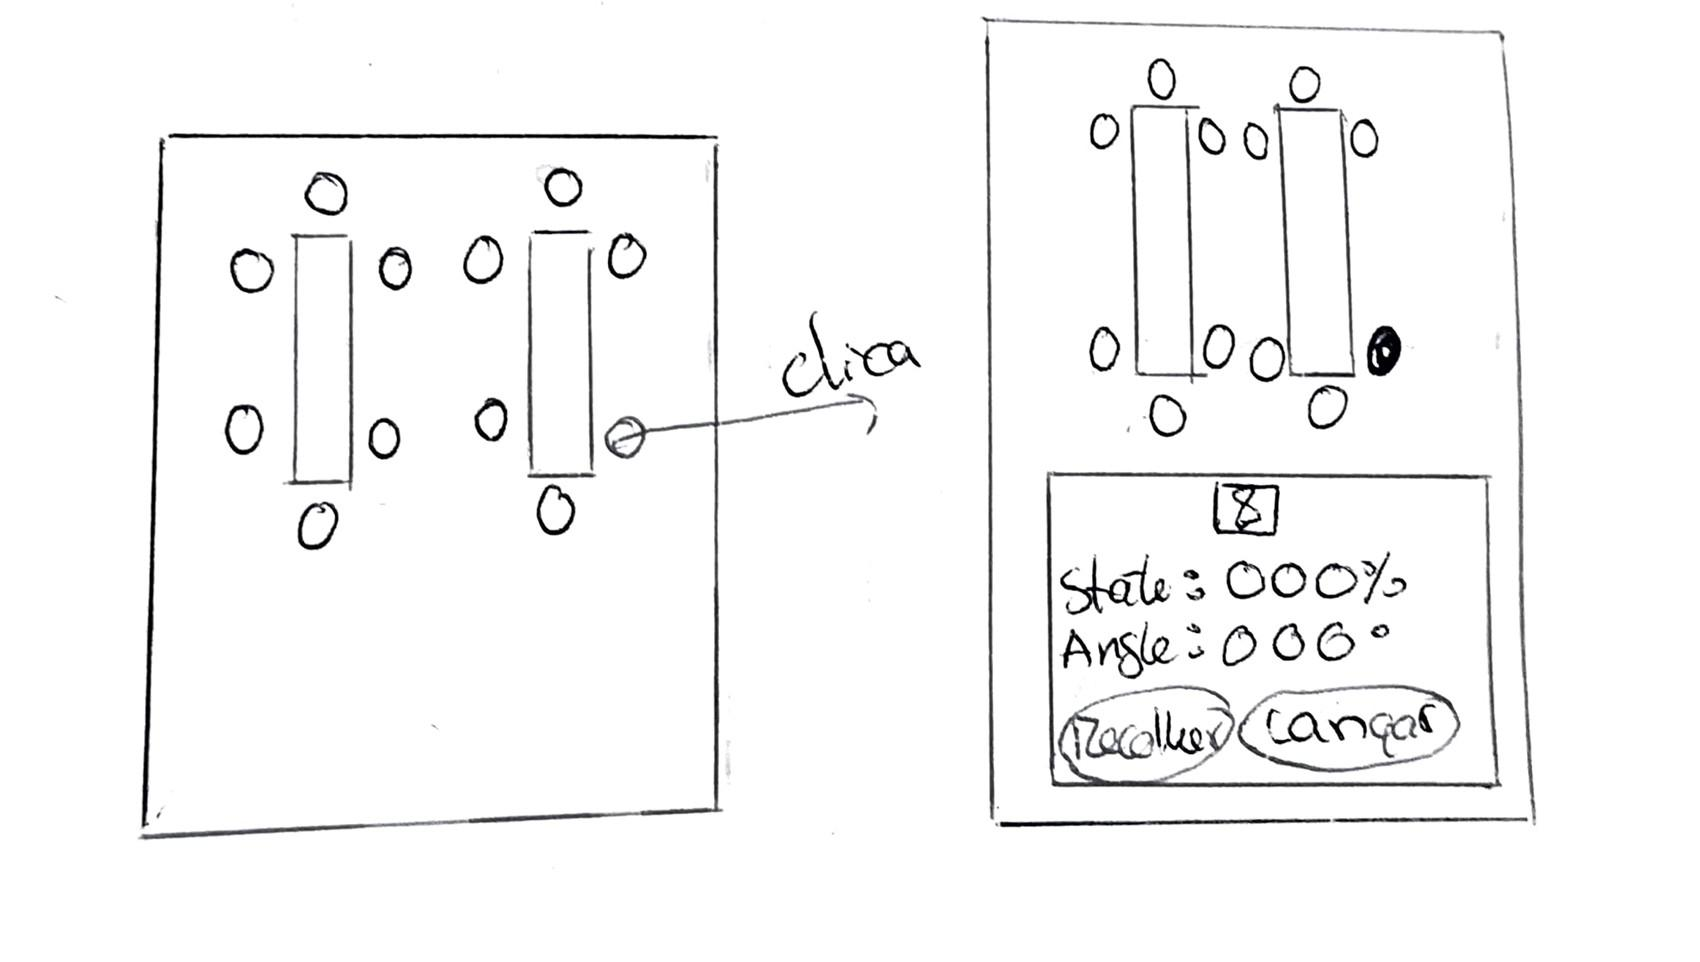 clica
8
State: 000%
Angle: 000°
Recolher Lançar